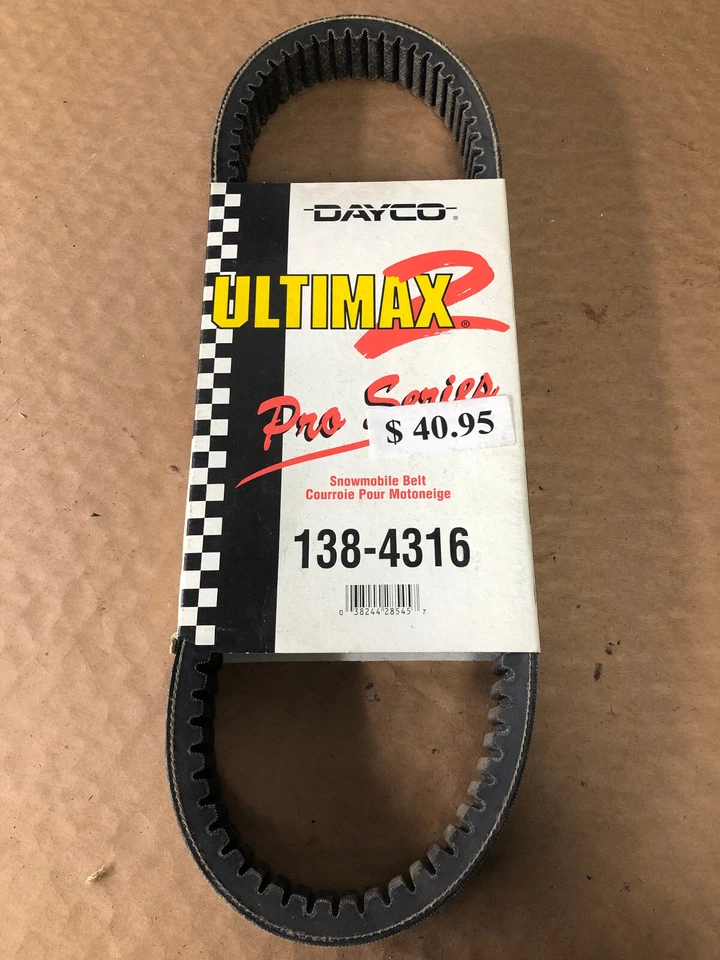 DAYCO®
ULTIMAX 2®
Pro Series
$ 40.95
Snowmobile Belt
Courroie Pour Motoneige
138-4316
0 38244 28545 7